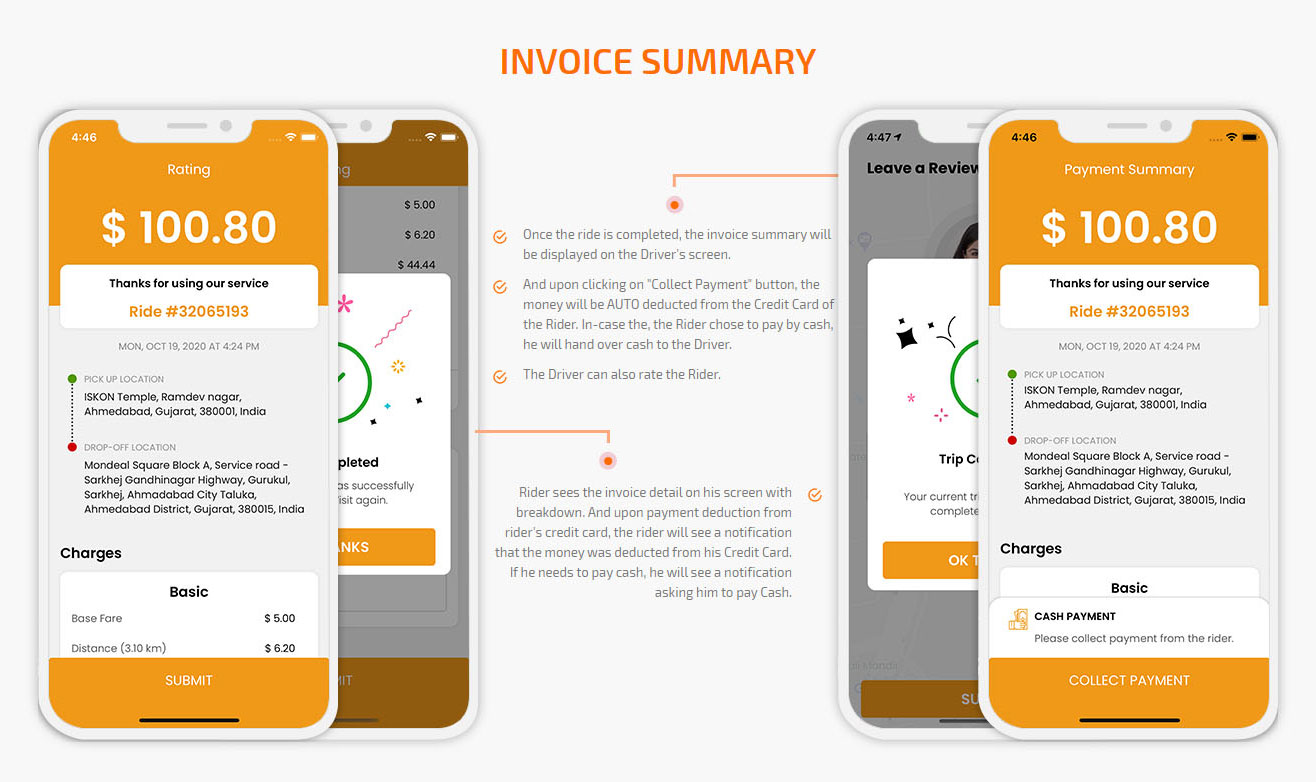 INVOICE SUMMARY
4:46
Rating
$ 100.80
Thanks for using our service
Ride #32065193
MON, OCT 19, 2020 AT 4:24 PM
PICK UP LOCATION
ISKON Temple, Ramdev nagar,
Ahmedabad, Gujarat, 380001, India
DROP-OFF LOCATION
Mondeal Square Block A, Service road -
Sarkhej Gandhinagar Highway, Gurukul,
Sarkhej, Ahmadabad City Taluka,
Ahmedabad District, Gujarat, 380015, India
Charges
Basic
Base Fare $ 5.00
Distance (3.10 km) $ 6.20
SUBMIT
$ 5.00
$ 6.20
$ 44.44
again.
Once the ride is completed, the invoice summary will
be displayed on the Driver's screen.
And upon clicking on "Collect Payment" button, the
money will be AUTO deducted from the Credit Card of
the Rider. In-case the, the Rider chose to pay by cash,
he will hand over cash to the Driver.
The Driver can also rate the Rider.
Rider sees the invoice detail on his screen with
breakdown. And upon payment deduction from
rider's credit card, the rider will see a notification
that the money was deducted from his Credit Card.
If he needs to pay cash, he will see a notification
asking him to pay Cash.
4:47
Leave a Review
Trip
Your current
OK
4:46
Payment Summary
$ 100.80
Thanks for using our service
Ride #32065193
MON, OCT 19, 2020 AT 4:24 PM
PICK UP LOCATION
ISKON Temple, Ramdev nagar,
Ahmedabad, Gujarat, 380001, India
DROP-OFF LOCATION
Mondeal Square Block A, Service road -
Sarkhej Gandhinagar Highway, Gurukul,
Sarkhej, Ahmadabad City Taluka,
Ahmedabad District, Gujarat, 380015, India
Charges
Basic
CASH PAYMENT
Please collect payment from the rider.
COLLECT PAYMENT